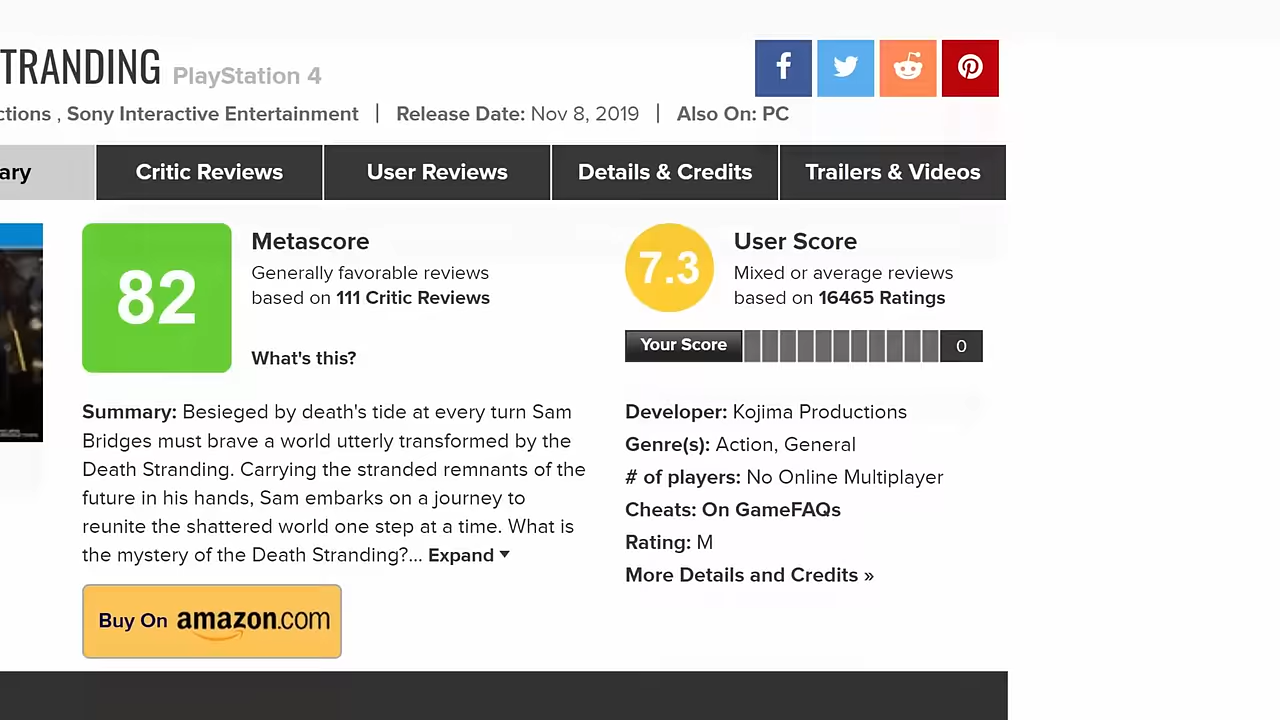 TRANDING PlayStation 4
ctions , Sony Interactive Entertainment | Release Date: Nov 8, 2019 | Also On: PC
ary Critic Reviews User Reviews Details & Credits Trailers & Videos
82
Metascore
Generally favorable reviews
based on 111 Critic Reviews
What's this?
7.3
User Score
Mixed or average reviews
based on 16465 Ratings
Your Score 0
Summary: Besieged by death's tide at every turn Sam
Bridges must brave a world utterly transformed by the
Death Stranding. Carrying the stranded remnants of the
future in his hands, Sam embarks on a journey to
reunite the shattered world one step at a time. What is
the mystery of the Death Stranding?... Expand
Buy On amazon.com
Developer: Kojima Productions
Genre(s): Action, General
# of players: No Online Multiplayer
Cheats: On GameFAQs
Rating: M
More Details and Credits »